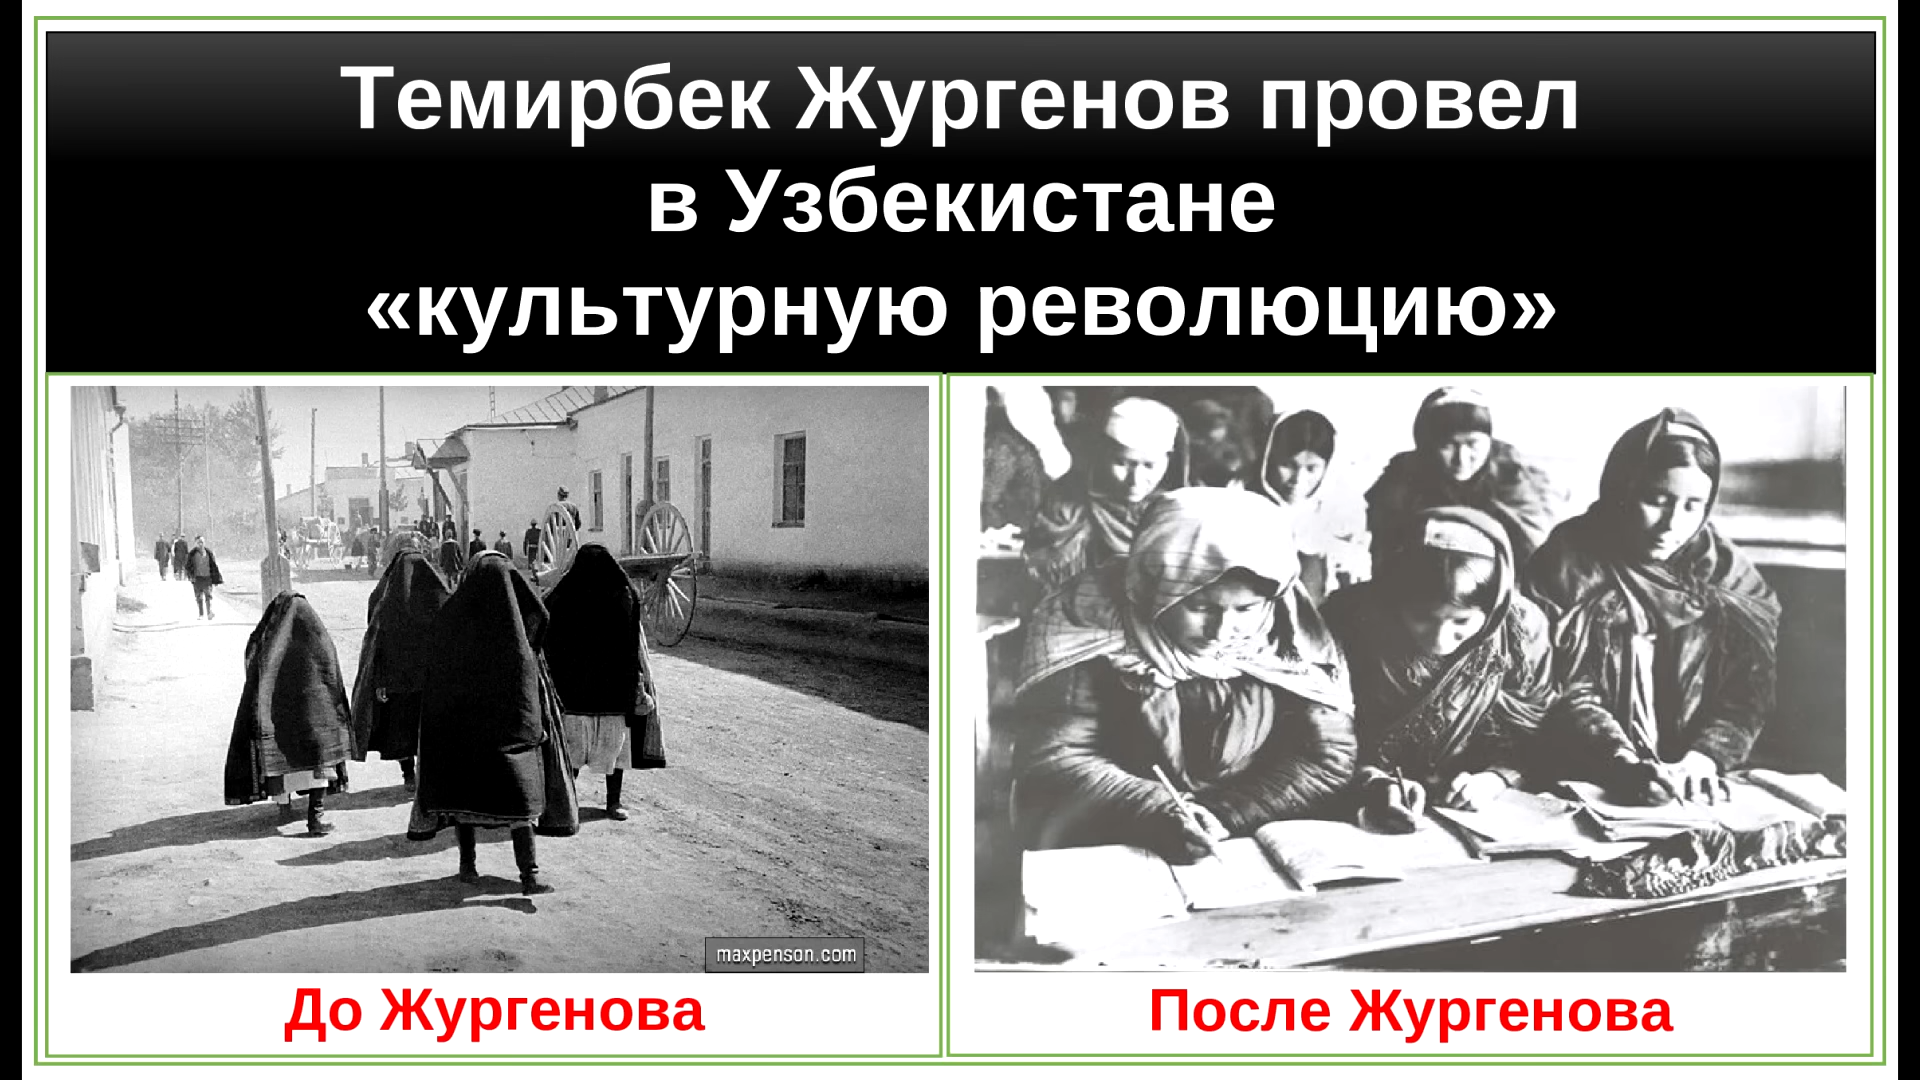 Темирбек Жургенов провел
в Узбекистане
«культурную революцию»
maxpenson.com
До Жургенова
После Жургенова